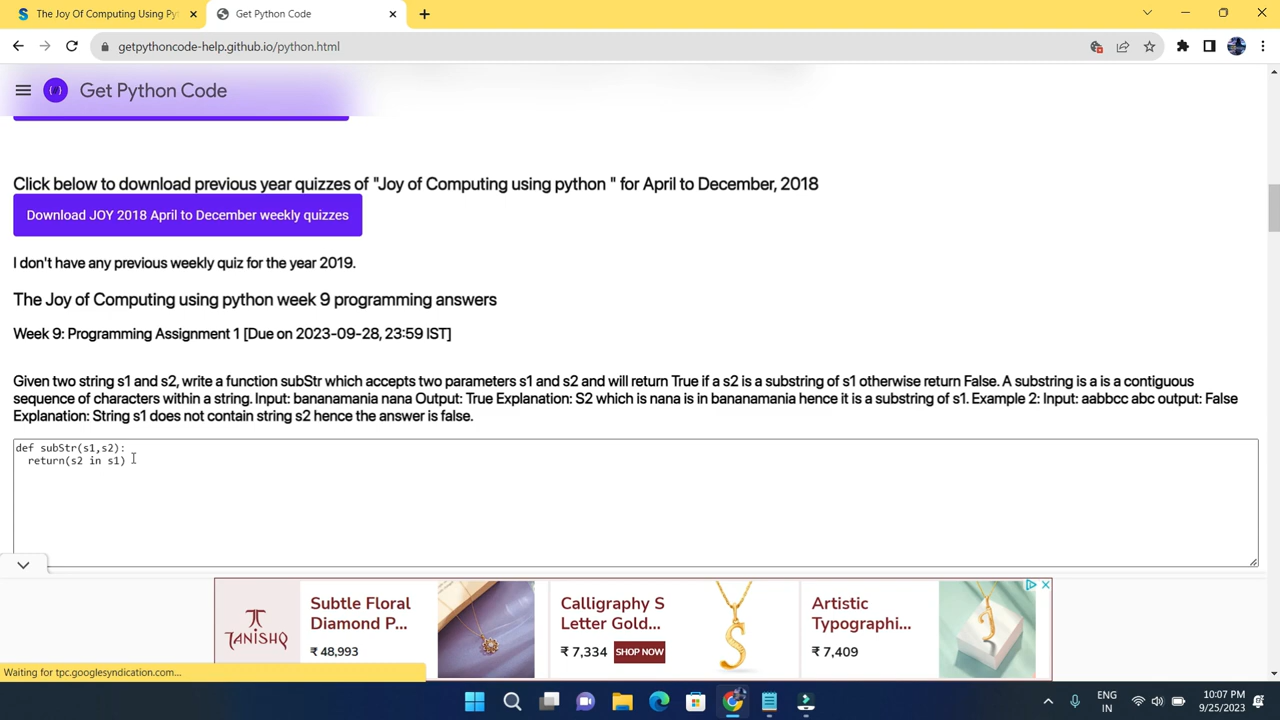 The Joy Of Computing Using Py
Get Python Code
getpythoncode-help.github.io/python.html
Get Python Code
Click below to download previous year quizzes of "Joy of Computing using python " for April to December, 2018
Download JOY 2018 April to December weekly quizzes
I don't have any previous weekly quiz for the year 2019.
The Joy of Computing using python week 9 programming answers
Week 9: Programming Assignment 1 [Due on 2023-09-28, 23:59 IST]
Given two string s1 and s2, write a function subStr which accepts two parameters s1 and s2 and will return True if a s2 is a substring of s1 otherwise return False. A substring is a is a contiguous
sequence of characters within a string. Input: bananamania nana Output: True Explanation: S2 which is nana is in bananamania hence it is a substring of s1. Example 2: Input: aabbcc abc output: False
Explanation: String s1 does not contain string s2 hence the answer is false.
def subStr(s1,s2):
return(s2 in s1)
TANISHQ
Subtle Floral
Diamond P...
₹ 48,993
Calligraphy S
Letter Gold...
₹ 7,334
SHOP NOW
Artistic
Typographi...
₹ 7,409
Waiting for tpc.googlesyndication.com...
ENG
IN
10:07 PM
9/25/2023